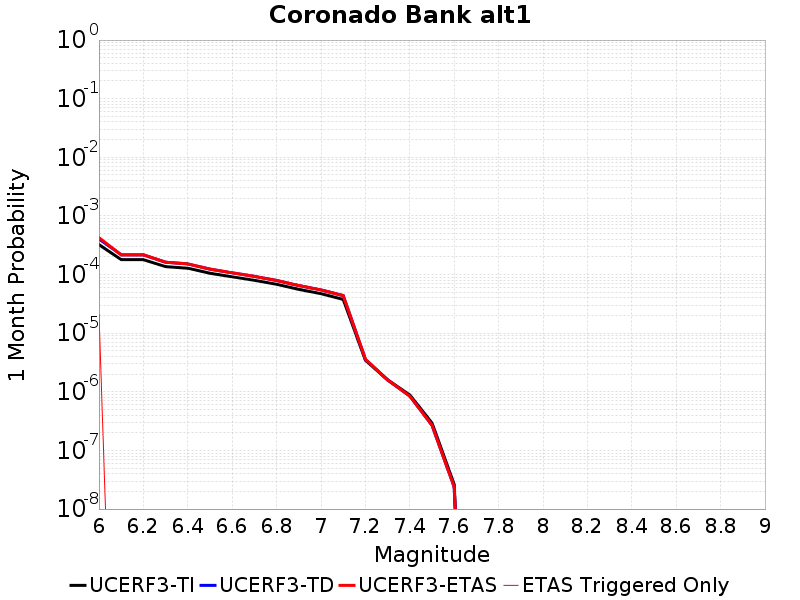 Coronado Bank alt1
1 Month Probability
10^0
10^-1
10^-2
10^-3
10^-4
10^-5
10^-6
10^-7
10^-8
6 6.2 6.4 6.6 6.8 7 7.2 7.4 7.6 7.8 8 8.2 8.4 8.6 8.8 9
Magnitude
UCERF3-TI UCERF3-TD UCERF3-ETAS ETAS Triggered Only